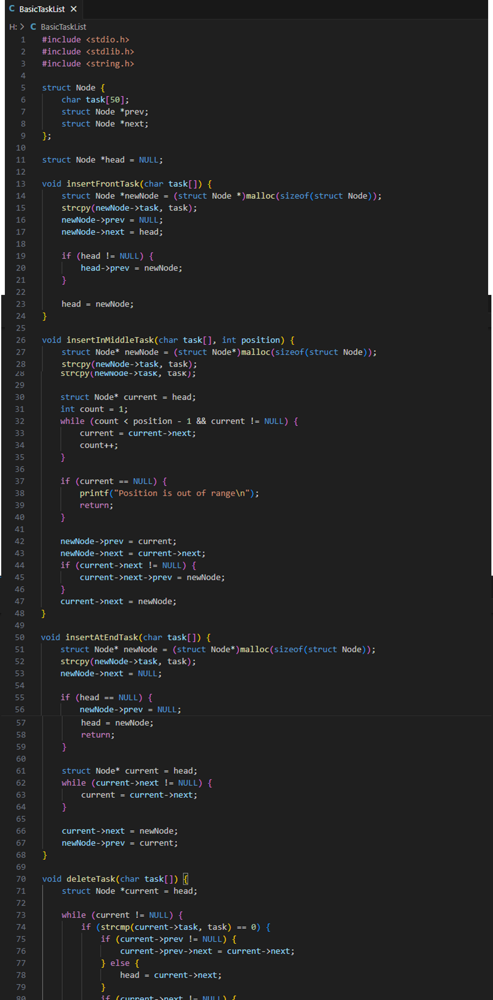 C BasicTaskList ×
H: > C BasicTaskList
1 #include <stdio.h>
2 #include <stdlib.h>
3 #include <string.h>
4
5 struct Node {
6     char task[50];
7     struct Node *prev;
8     struct Node *next;
9 };
10
11 struct Node *head = NULL;
12
13 void insertFrontTask(char task[]) {
14     struct Node *newNode = (struct Node *)malloc(sizeof(struct Node));
15     strcpy(newNode->task, task);
16     newNode->prev = NULL;
17     newNode->next = head;
18
19     if (head != NULL) {
20         head->prev = newNode;
21     }
22
23     head = newNode;
24 }
25
26 void insertInMiddleTask(char task[], int position) {
27     struct Node* newNode = (struct Node*)malloc(sizeof(struct Node));
28     strcpy(newNode->task, task);
28     strcpy(newNode->task, task);
29
30     struct Node* current = head;
31     int count = 1;
32     while (count < position - 1 && current != NULL) {
33         current = current->next;
34         count++;
35     }
36
37     if (current == NULL) {
38         printf("Position is out of range\n");
39         return;
40     }
41
42     newNode->prev = current;
43     newNode->next = current->next;
44     if (current->next != NULL) {
45         current->next->prev = newNode;
46     }
47     current->next = newNode;
48 }
49
50 void insertAtEndTask(char task[]) {
51     struct Node* newNode = (struct Node*)malloc(sizeof(struct Node));
52     strcpy(newNode->task, task);
53     newNode->next = NULL;
54
55     if (head == NULL) {
56         newNode->prev = NULL;
57         head = newNode;
58         return;
59     }
60
61     struct Node* current = head;
62     while (current->next != NULL) {
63         current = current->next;
64     }
65
66     current->next = newNode;
67     newNode->prev = current;
68 }
69
70 void deleteTask(char task[]) {
71     struct Node *current = head;
72
73     while (current != NULL) {
74         if (strcmp(current->task, task) == 0) {
75             if (current->prev != NULL) {
76                 current->prev->next = current->next;
77             } else {
78                 head = current->next;
79             }
80             if (current->next != NULL) {